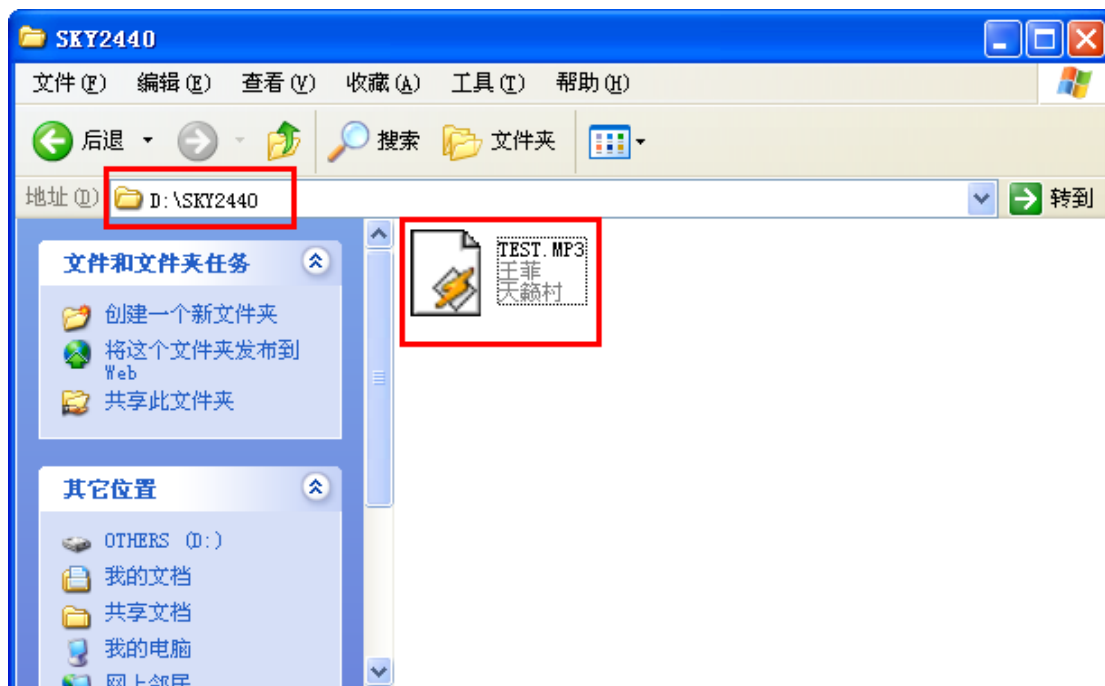 SKY2440
文件(F) 编辑(E) 查看(V) 收藏(A) 工具(T) 帮助(H)
后退 搜索 文件夹
地址(D) D:\SKY2440 转到
TEST.MP3
王菲
天籁村
文件和文件夹任务
创建一个新文件夹
将这个文件夹发布到
Web
共享此文件夹
其它位置
OTHERS (D:)
我的文档
共享文档
我的电脑
网上邻居